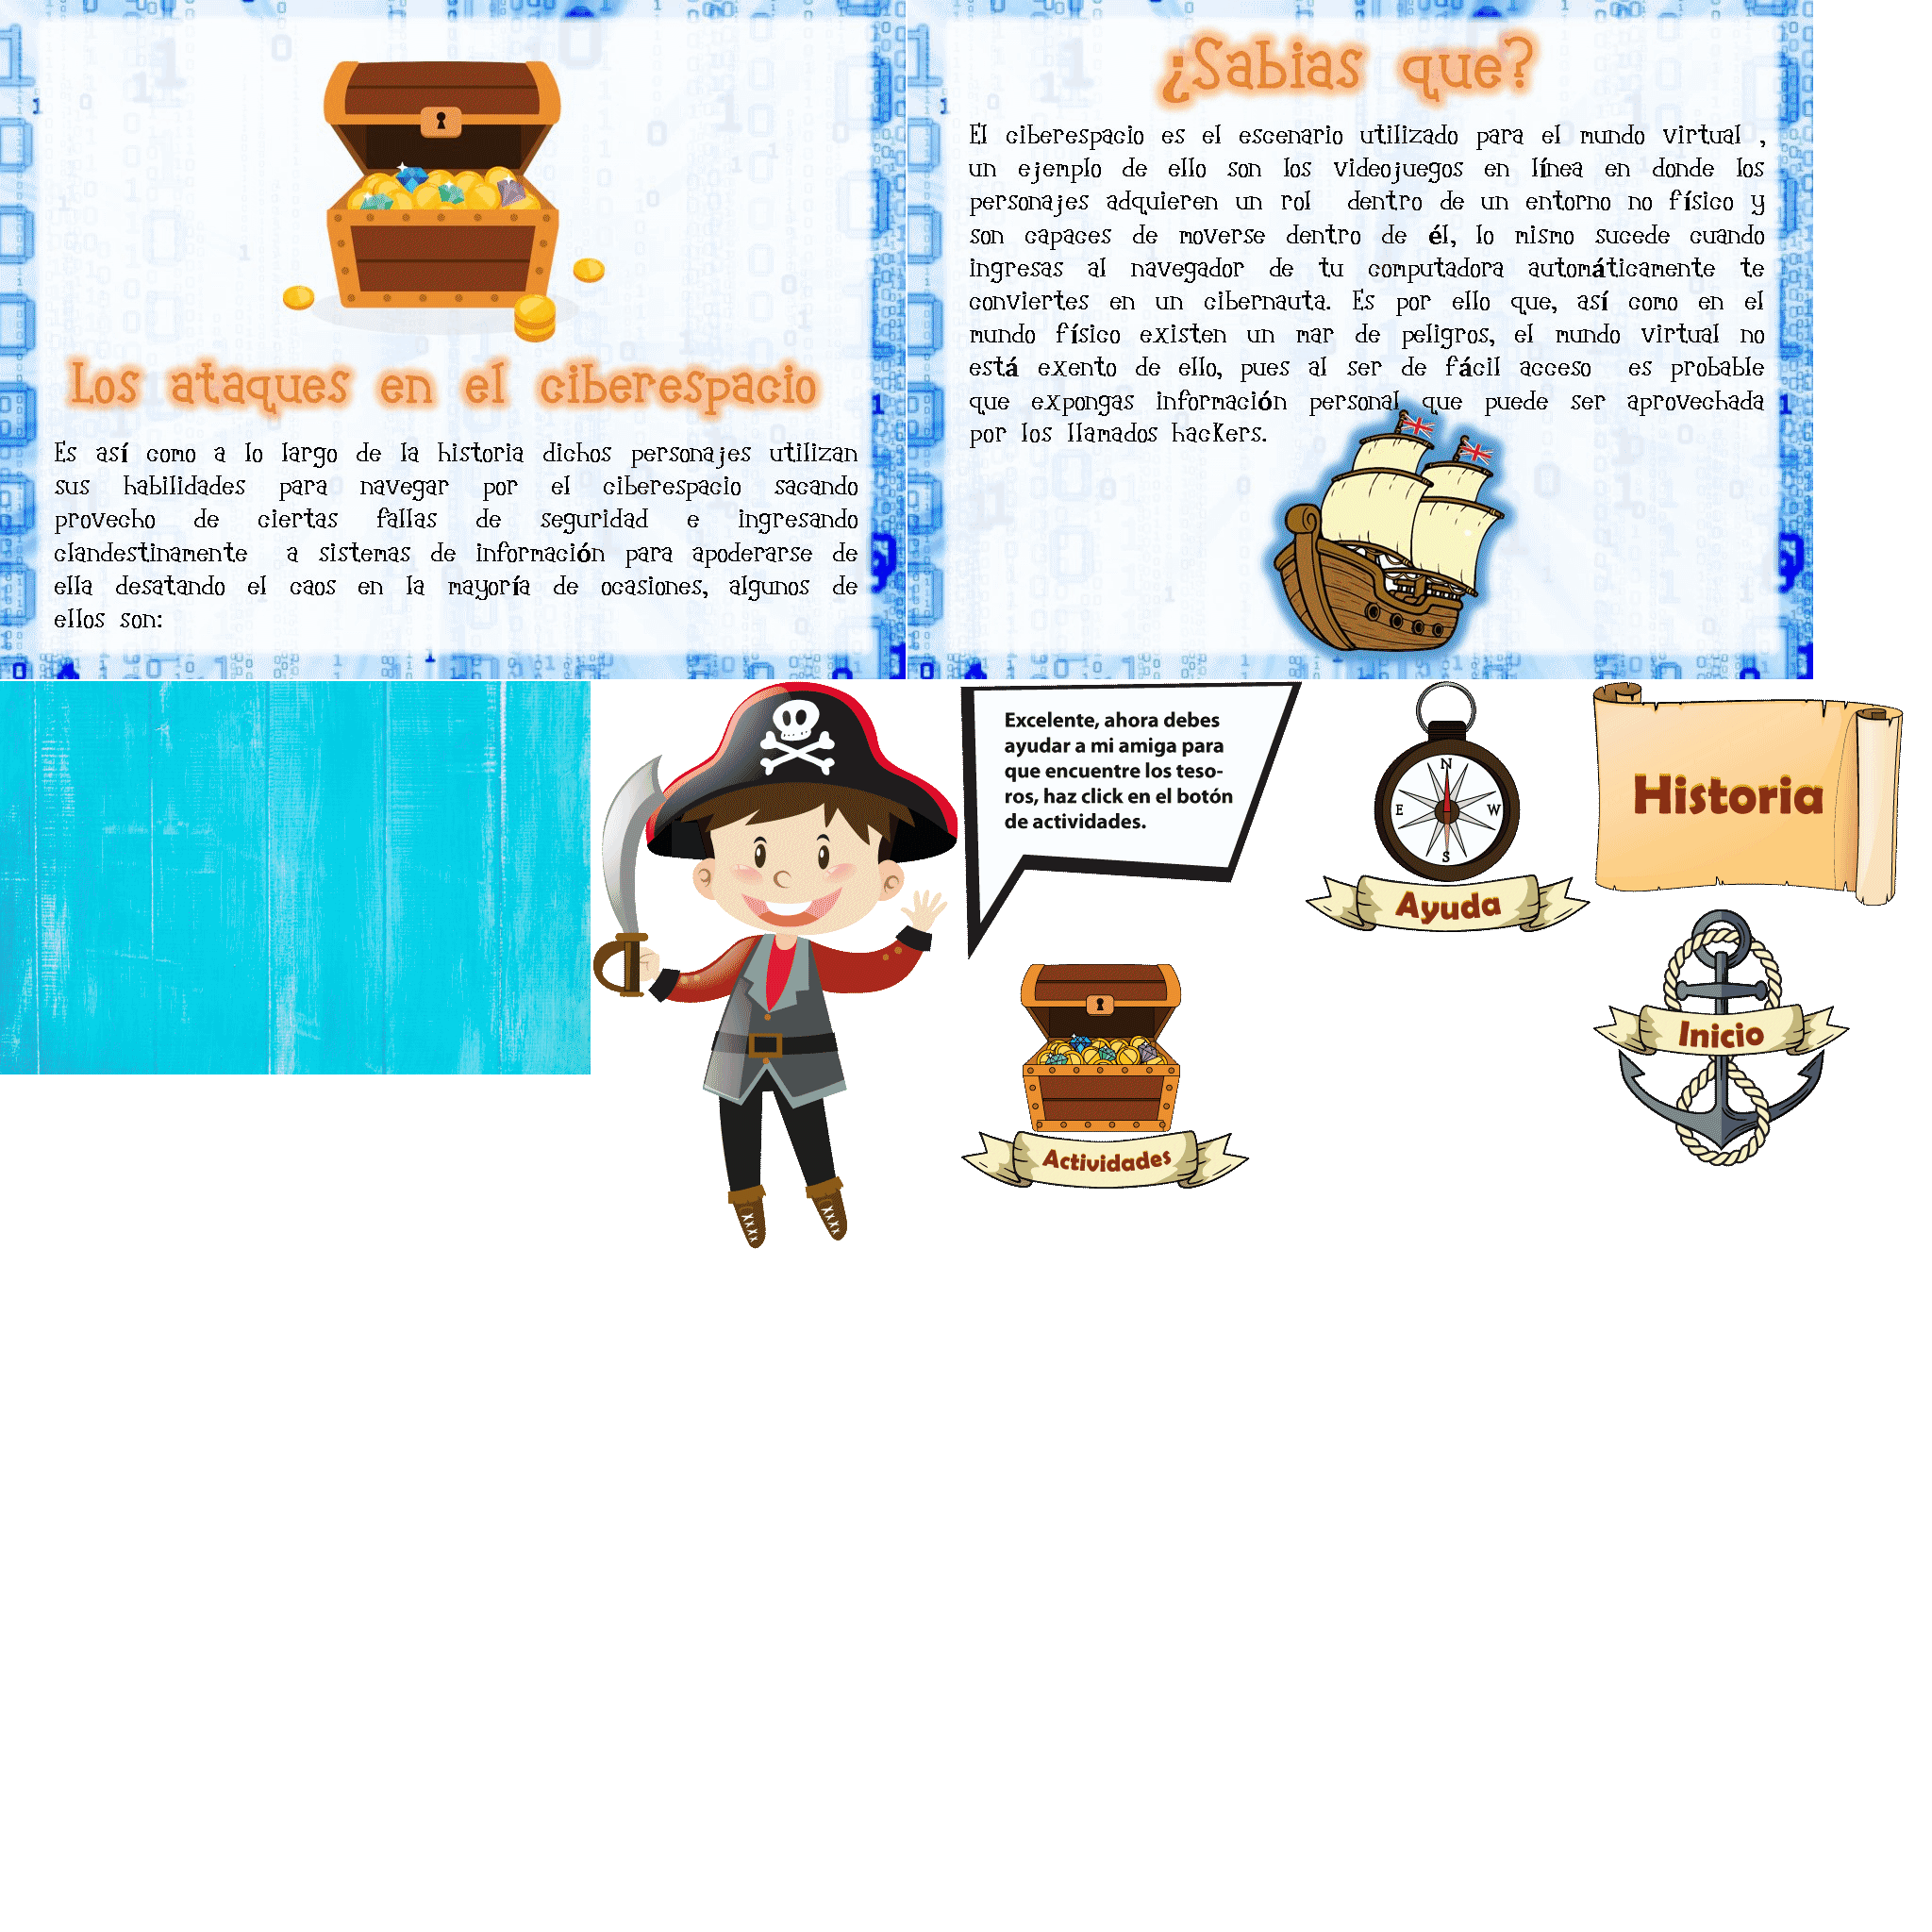 Los ataques en el ciberespacio
Es así como a lo largo de la historia dichos personajes utilizan
sus habilidades para navegar por el ciberespacio sacando
provecho de ciertas fallas de seguridad e ingresando
clandestinamente a sistemas de información para apoderarse de
ella desatando el caos en la mayoría de ocasiones, algunos de
ellos son:
¿Sabias que?
El ciberespacio es el escenario utilizado para el mundo virtual ,
un ejemplo de ello son los videojuegos en línea en donde los
personajes adquieren un rol dentro de un entorno no físico y
son capaces de moverse dentro de él, lo mismo sucede cuando
ingresas al navegador de tu computadora automáticamente te
conviertes en un cibernauta. Es por ello que, así como en el
mundo físico existen un mar de peligros, el mundo virtual no
está exento de ello, pues al ser de fácil acceso es probable
que expongas información personal que puede ser aprovechada
por los llamados hackers.
Excelente, ahora debes
ayudar a mi amiga para
que encuentre los teso-
ros, haz click en el botón
de actividades.
N
E W
S
Ayuda
Historia
Actividades
Inicio